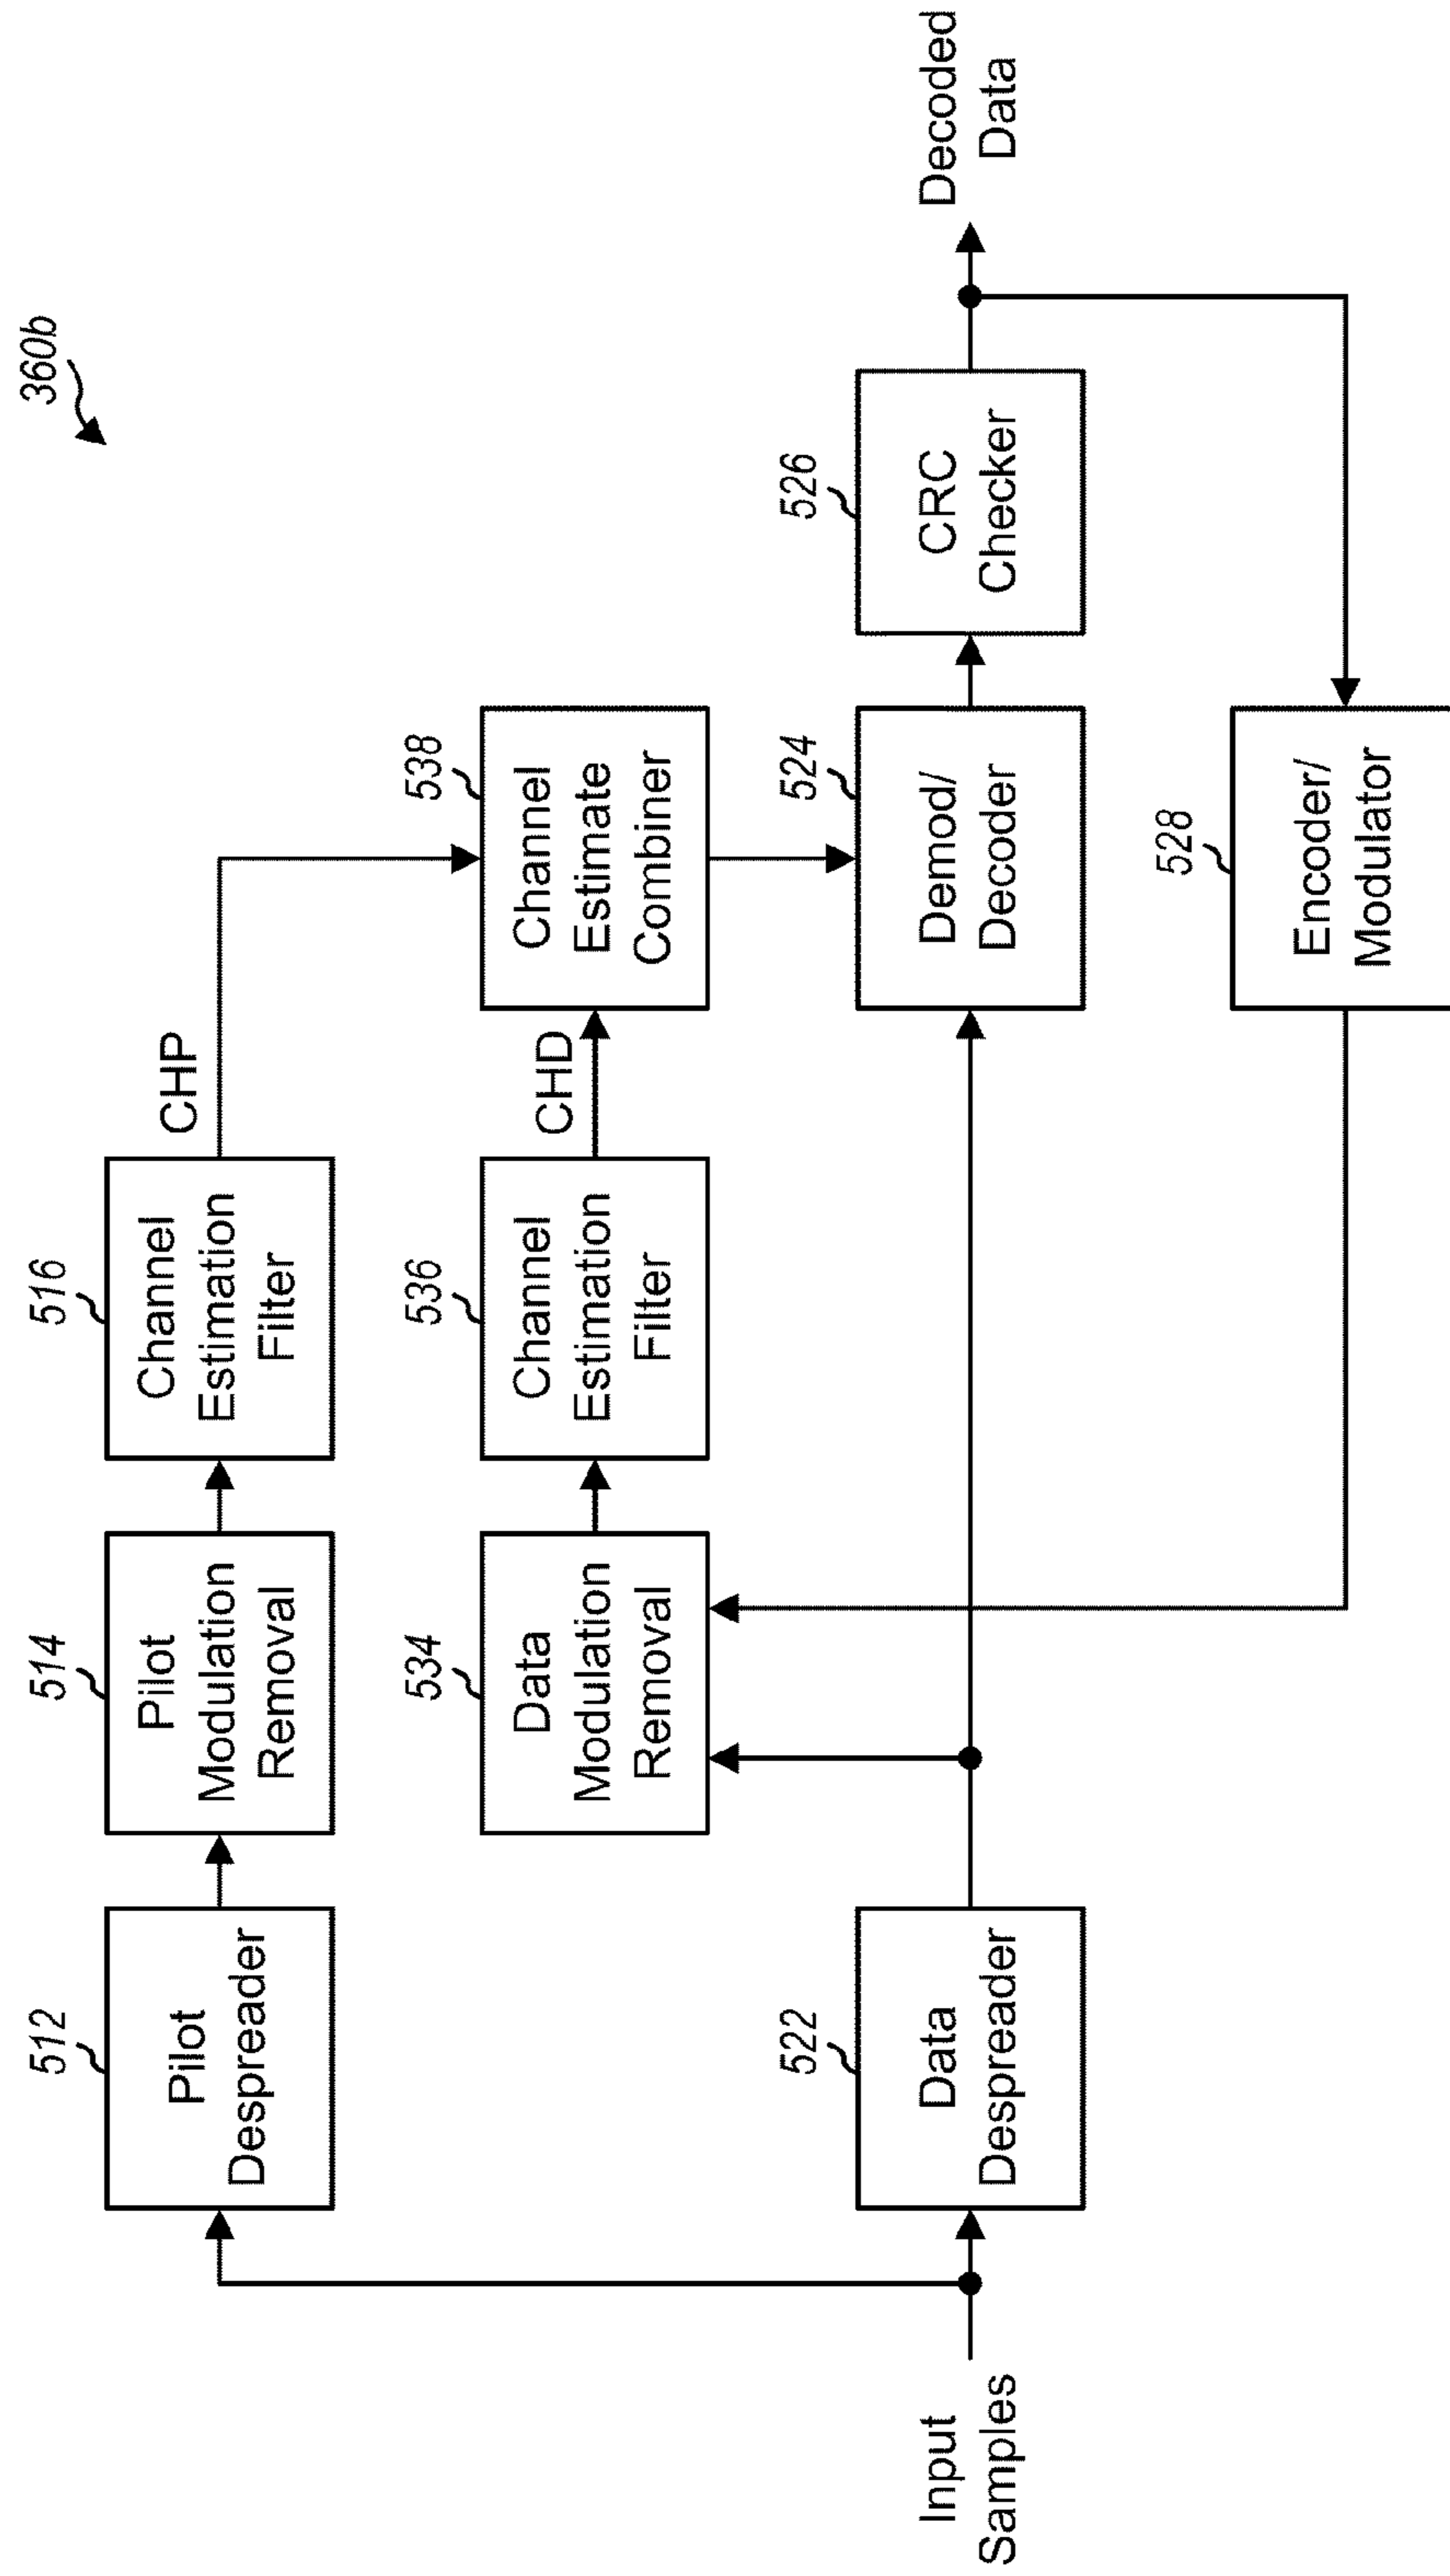 360b
512
Pilot
Despreader
514
Pilot
Modulation
Removal
516
Channel
Estimation
Filter
CHP
534
Data
Modulation
Removal
536
Channel
Estimation
Filter
CHD
538
Channel
Estimate
Combiner
Input
Samples
522
Data
Despreader
524
Demod/
Decoder
526
CRC
Checker
Decoded
Data
528
Encoder/
Modulator